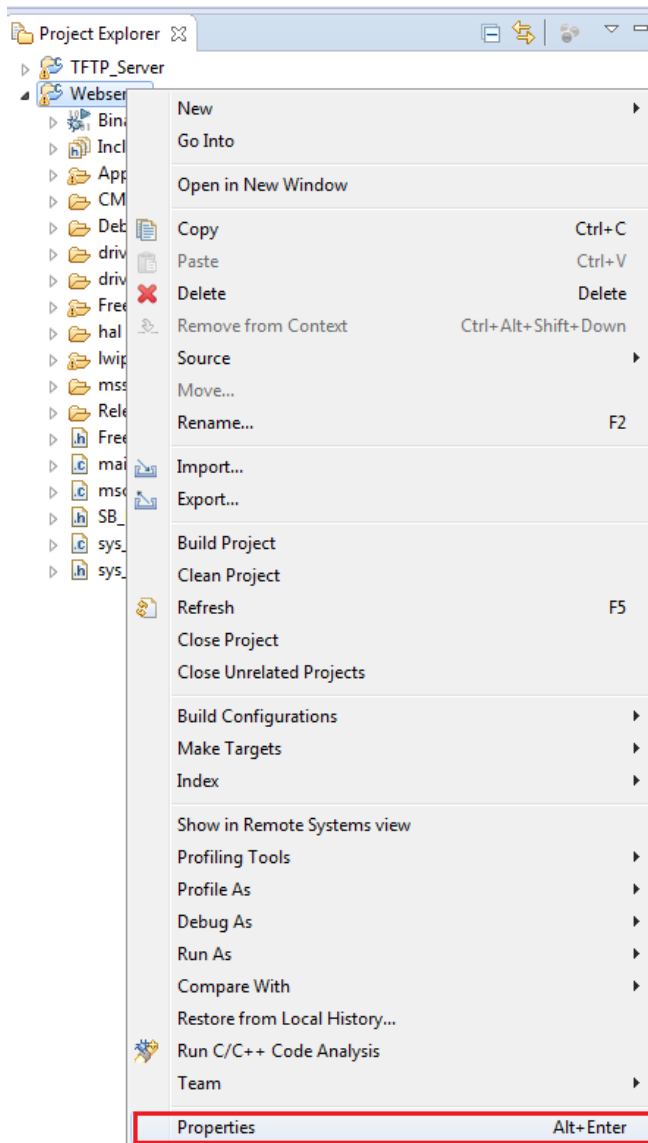 Project Explorer
TFTP_Server
Webser
Bin
Incl
App
CM
Deb
driv
driv
Free
hal
lwip
mss
Rele
.h Free
.c mai
.c msc
.h SB_
.c sys_
.h sys_
New
Go Into
Open in New Window
Copy Ctrl+C
Paste Ctrl+V
Delete Delete
Remove from Context Ctrl+Alt+Shift+Down
Source
Move...
Rename... F2
Import...
Export...
Build Project
Clean Project
Refresh F5
Close Project
Close Unrelated Projects
Build Configurations
Make Targets
Index
Show in Remote Systems view
Profiling Tools
Profile As
Debug As
Run As
Compare With
Restore from Local History...
Run C/C++ Code Analysis
Team
Properties Alt+Enter